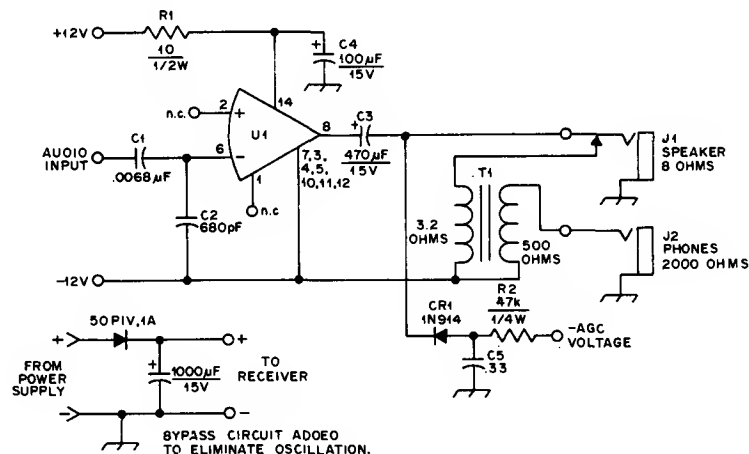 R1
+12V
10
1/2W
+ C4
100µF
15V
14
n.c. 2 +
U1
8
C3
+
470µF
15V
C1
AUOIO
INPUT
.0068µF
6 -
7,3,
4,5,
10,11,12
1
n.c
C2
680pF
-12V
J1
SPEAKER
8 OHMS
T1
3.2
OHMS
500
OHMS
J2
PHONES
2000 OHMS
CR1
1N914
R2
47k
1/4W
-AGC
VOLTAGE
C5
.33
50PIV,1A
+ +
FROM
POWER
SUPPLY
+
1000µF
15V
TO
RECEIVER
- -
BYPASS CIRCUIT ADOEO
TO ELIMINATE OSCILLATION.